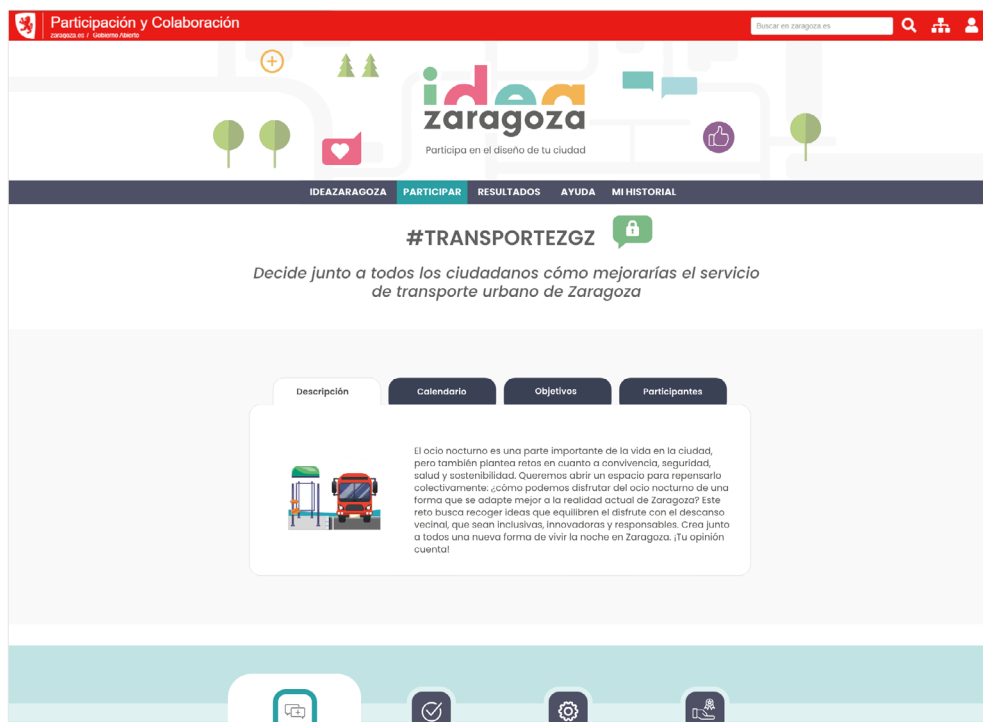 Participación y Colaboración
zaragoza.es / Gobierno Abierto
Buscar en zaragoza.es
idea
zaragoza
Participa en el diseño de tu ciudad
IDEAZARAGOZA PARTICIPAR RESULTADOS AYUDA MI HISTORIAL
#TRANSPORTEZGZ
Decide junto a todos los ciudadanos cómo mejorarías el servicio
de transporte urbano de Zaragoza
Descripción Calendario Objetivos Participantes
El ocio nocturno es una parte importante de la vida en la ciudad,
pero también plantea retos en cuanto a convivencia, seguridad,
salud y sostenibilidad. Queremos abrir un espacio para repensarlo
colectivamente: ¿cómo podemos disfrutar del ocio nocturno de una
forma que se adapte mejor a la realidad actual de Zaragoza? Este
reto busca recoger ideas que equilibren el disfrute con el descanso
vecinal, que sean inclusivas, innovadoras y responsables. Crea junto
a todos una nueva forma de vivir la noche en Zaragoza. ¡Tu opinión
cuenta!